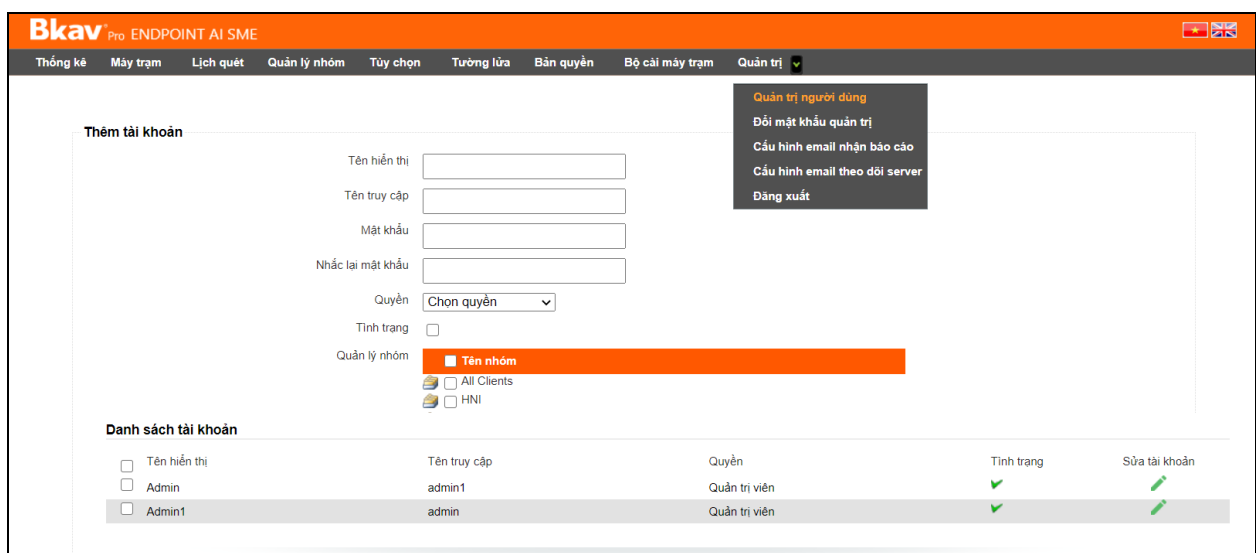 Bkav Pro ENDPOINT AI SME
Thống kê Máy trạm Lịch quét Quản lý nhóm Tùy chọn Tường lửa Bản quyền Bộ cài máy trạm Quản trị
Quản trị người dùng
Đổi mật khẩu quản trị
Cấu hình email nhận báo cáo
Cấu hình email theo dõi server
Đăng xuất
Thêm tài khoản
Tên hiển thị
Tên truy cập
Mật khẩu
Nhắc lại mật khẩu
Quyền Chọn quyền
Tình trạng
Quản lý nhóm Tên nhóm
All Clients
HNI
Danh sách tài khoản
Tên hiển thị Tên truy cập Quyền Tình trạng Sửa tài khoản
Admin admin1 Quản trị viên
Admin1 admin Quản trị viên